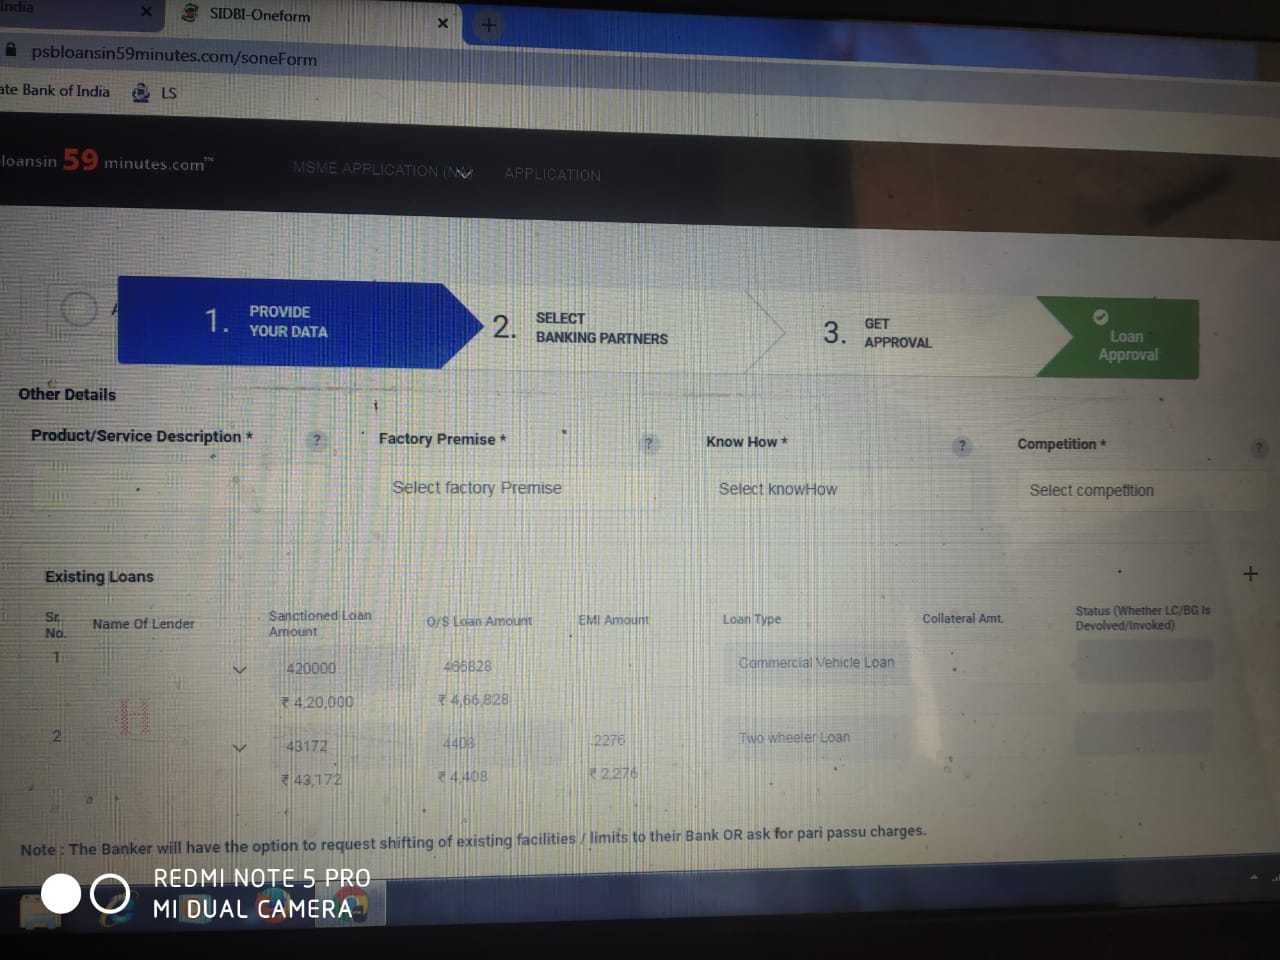 India
SIDBI-Oneform
psbloansin59minutes.com/soneForm
ate Bank of India
LS
loansin 59 minutes.com™
MSME APPLICATION
APPLICATION
1. PROVIDE
YOUR DATA
2. SELECT
BANKING PARTNERS
3. GET
APPROVAL
Loan
Approval
Other Details
Product/Service Description * ?
Factory Premise * ?
Know How * ?
Competition * ?
Select factory Premise
Select knowHow
Select competition
Existing Loans +
Sr.
No.
Name Of Lender
Sanctioned Loan
Amount
O/S Loan Amount
EMI Amount
Loan Type
Collateral Amt.
Status (Whether LC/BG Is
Devolved/Invoked)
1 420000 466828 Commercial Vehicle Loan
₹ 4,20,000 ₹ 4,66,828
2 43172 4408 2276 Two wheeler Loan
₹ 43,172 ₹ 4,408 ₹ 2,276
Note : The Banker will have the option to request shifting of existing facilities / limits to their Bank OR ask for pari passu charges.
REDMI NOTE 5 PRO
MI DUAL CAMERA